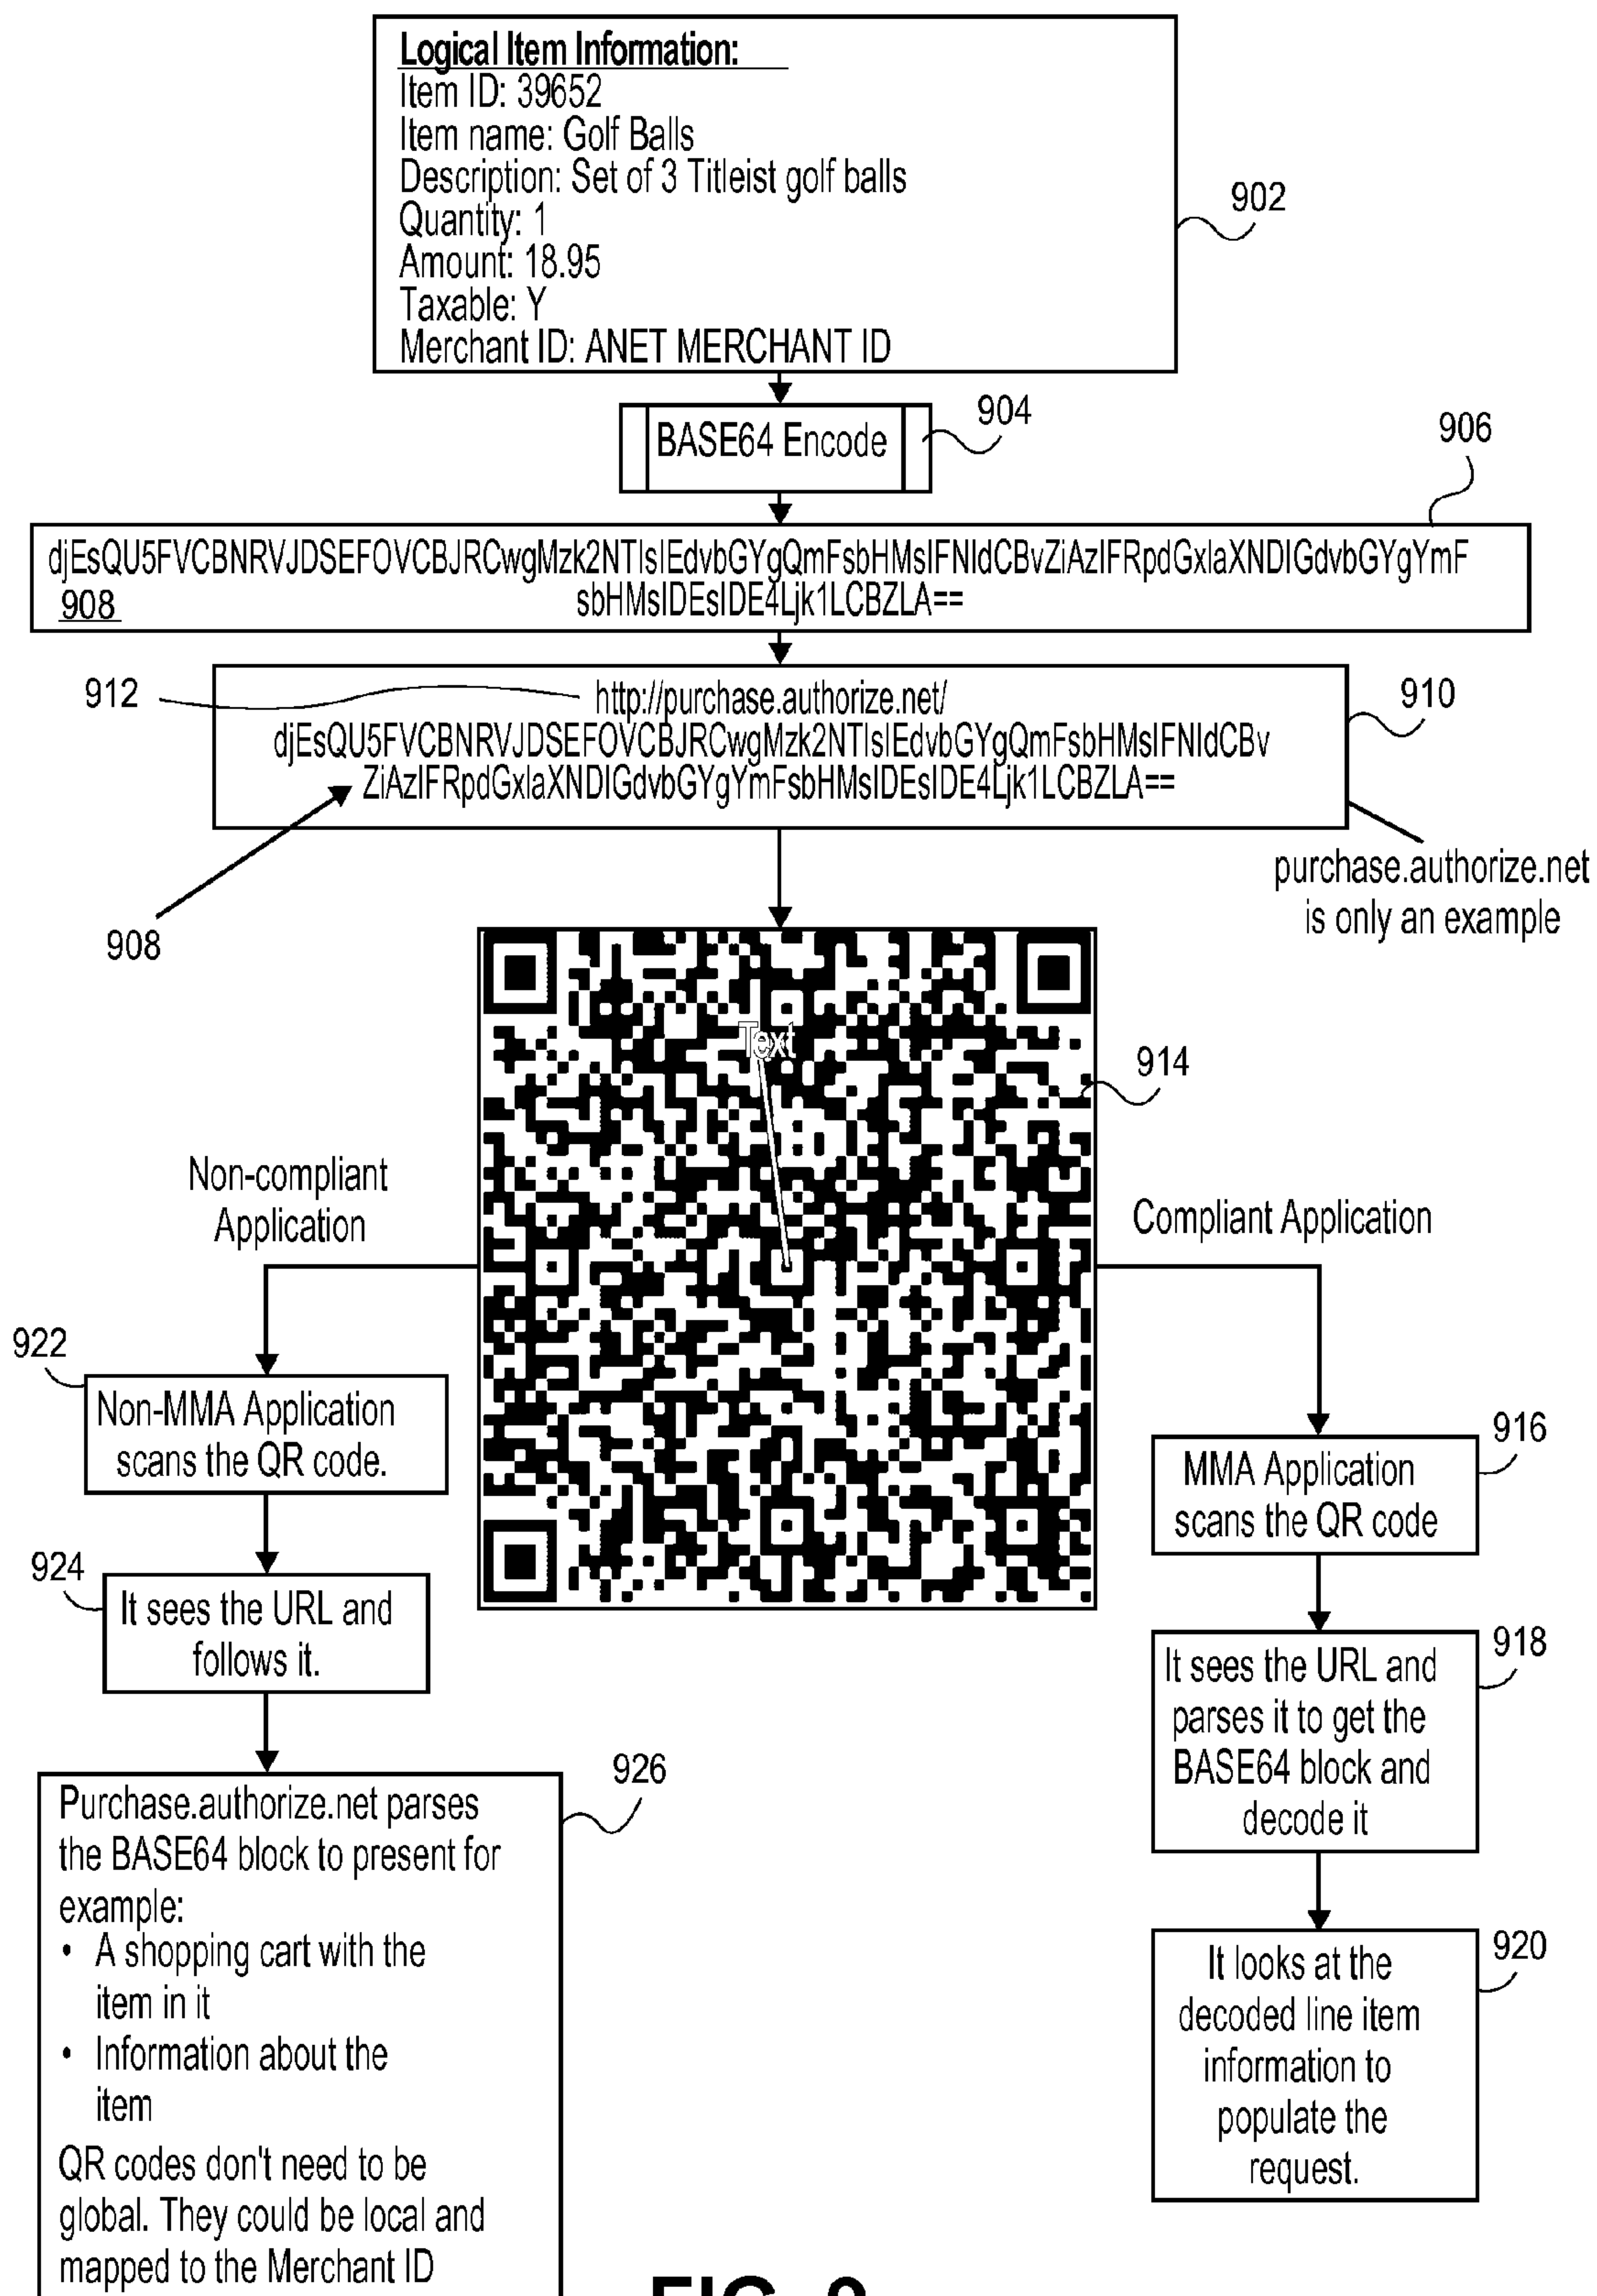 Logical Item Information:
Item ID: 39652
Item name: Golf Balls
Description: Set of 3 Titleist golf balls
Quantity: 1
Amount: 18.95
Taxable: Y
Merchant ID: ANET MERCHANT ID
902
BASE64 Encode
904
906
djEsQU5FVCBNRVJDSEFOVCBJRCwgMzk2NTIsIEdvbGYgQmFsbHMsIFNldCBvZiAzIFRpdGxlaXNDIGdvbGYgYmF
sbHMsIDEsIDE4Ljk1LCBZLA==
908
912
http://purchase.authorize.net/
djEsQU5FVCBNRVJDSEFOVCBJRCwgMzk2NTIsIEdvbGYgQmFsbHMsIFNldCBv
ZiAzIFRpdGxlaXNDIGdvbGYgYmFsbHMsIDEsIDE4Ljk1LCBZLA==
910
908
purchase.authorize.net
is only an example
Text
914
Non-compliant
Application
Compliant Application
922
Non-MMA Application
scans the QR code.
924
It sees the URL and
follows it.
926
Purchase.authorize.net parses
the BASE64 block to present for
example:
• A shopping cart with the
item in it
• Information about the
item
QR codes don't need to be
global. They could be local and
mapped to the Merchant ID
916
MMA Application
scans the QR code
918
It sees the URL and
parses it to get the
BASE64 block and
decode it
920
It looks at the
decoded line item
information to
populate the
request.